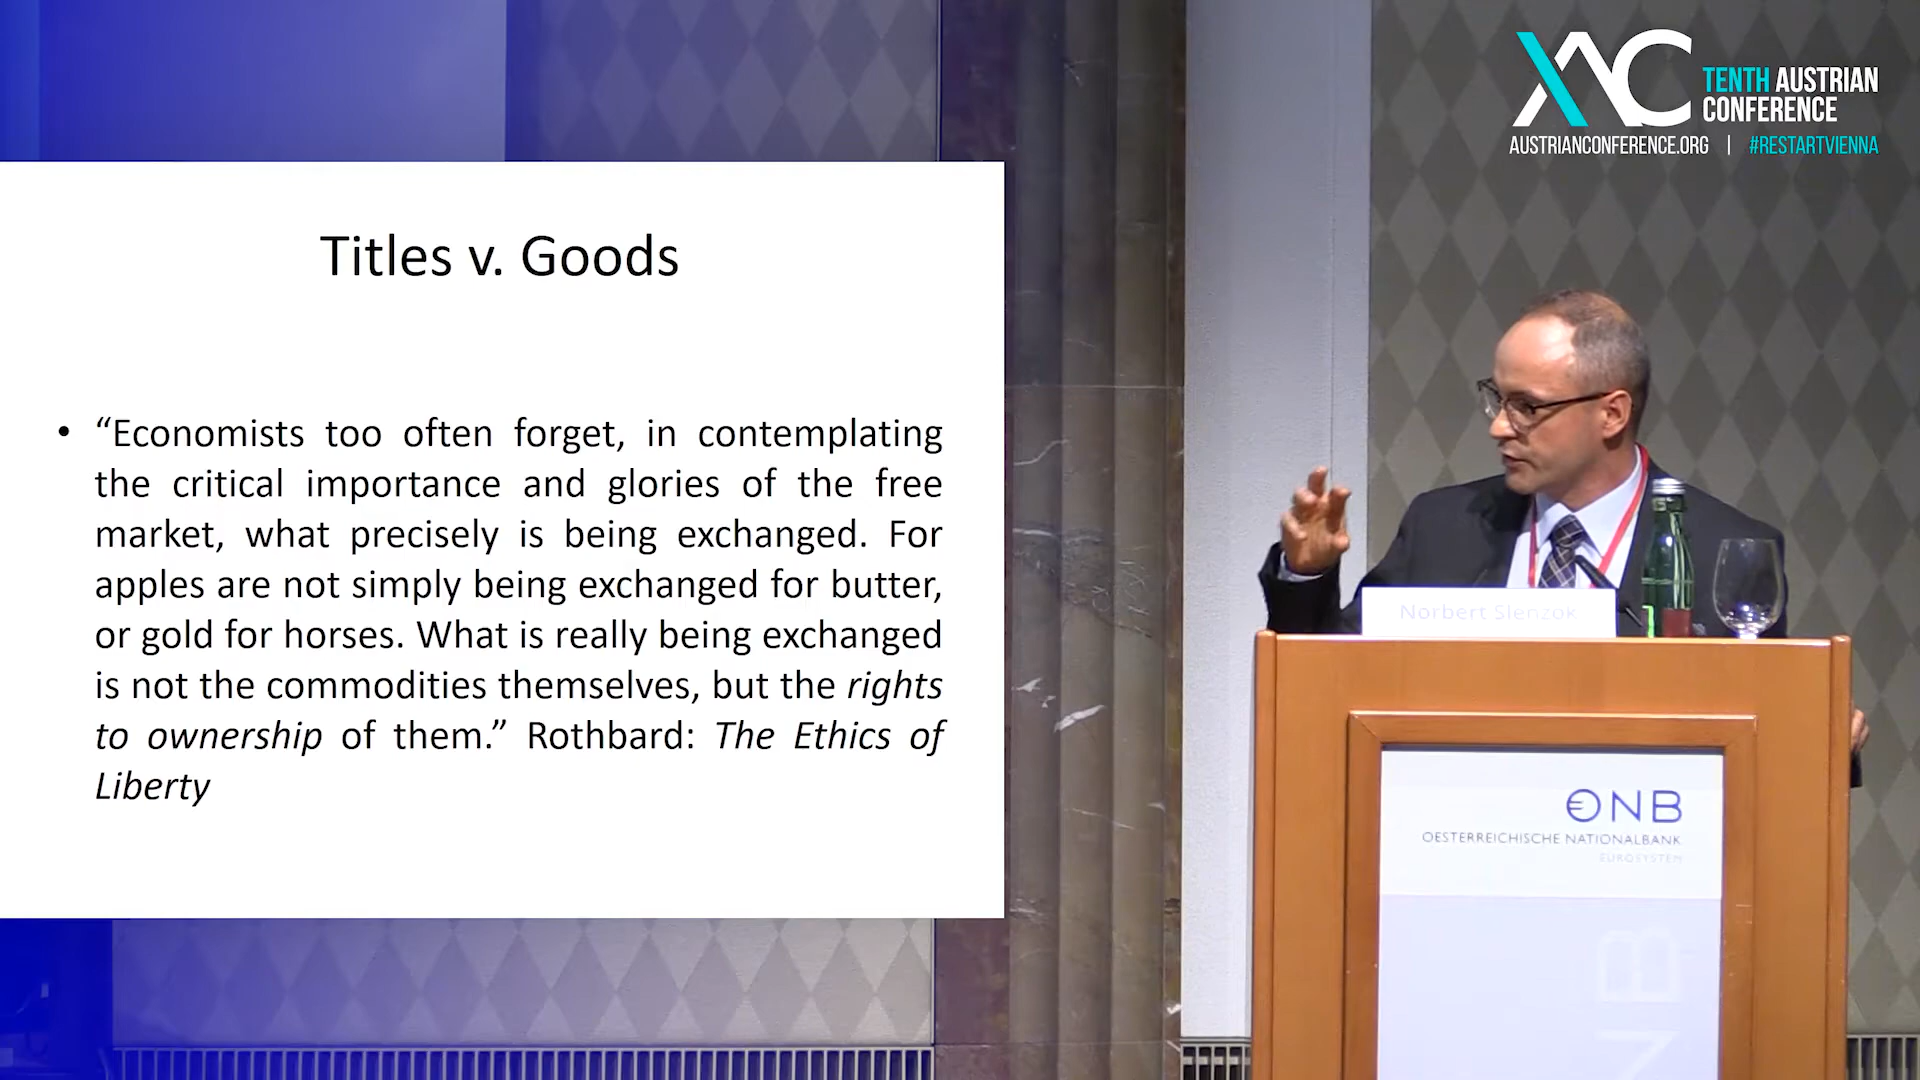 TENTH AUSTRIAN
CONFERENCE
AUSTRIANCONFERENCE.ORG | #RESTARTVIENNA
Titles v. Goods
• “Economists too often forget, in contemplating
the critical importance and glories of the free
market, what precisely is being exchanged. For
apples are not simply being exchanged for butter,
or gold for horses. What is really being exchanged
is not the commodities themselves, but the rights
to ownership of them.” Rothbard: The Ethics of
Liberty
Norbert Slenzok
ONB
OESTERREICHISCHE NATIONALBANK
EUROSYSTEM
NB